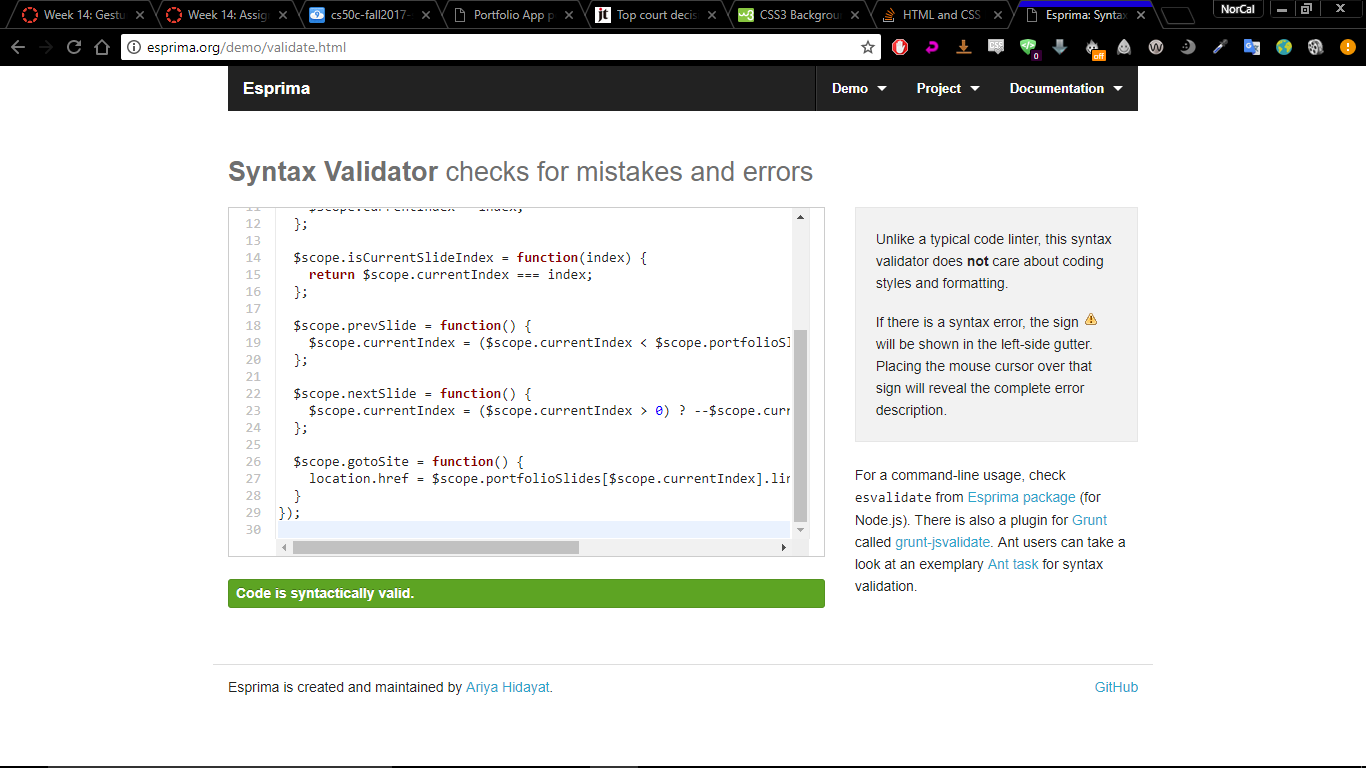 Week 14: Gestu
Week 14: Assig
cs50c-fall2017-
Portfolio App p
Top court decis
CSS3 Backgrou
HTML and CSS
Esprima: Syntax
NorCal
esprima.org/demo/validate.html
Esprima
Demo
Project
Documentation
Syntax Validator checks for mistakes and errors
11 $scope.currentIndex = index;
12 };
13
14 $scope.isCurrentSlideIndex = function(index) {
15 return $scope.currentIndex === index;
16 };
17
18 $scope.prevSlide = function() {
19 $scope.currentIndex = ($scope.currentIndex < $scope.portfolioSl
20 };
21
22 $scope.nextSlide = function() {
23 $scope.currentIndex = ($scope.currentIndex > 0) ? --$scope.curr
24 };
25
26 $scope.gotoSite = function() {
27 location.href = $scope.portfolioSlides[$scope.currentIndex].lin
28 }
29 });
30
Code is syntactically valid.
Unlike a typical code linter, this syntax
validator does not care about coding
styles and formatting.
If there is a syntax error, the sign
will be shown in the left-side gutter.
Placing the mouse cursor over that
sign will reveal the complete error
description.
For a command-line usage, check
esvalidate from Esprima package (for
Node.js). There is also a plugin for Grunt
called grunt-jsvalidate. Ant users can take a
look at an exemplary Ant task for syntax
validation.
Esprima is created and maintained by Ariya Hidayat.
GitHub